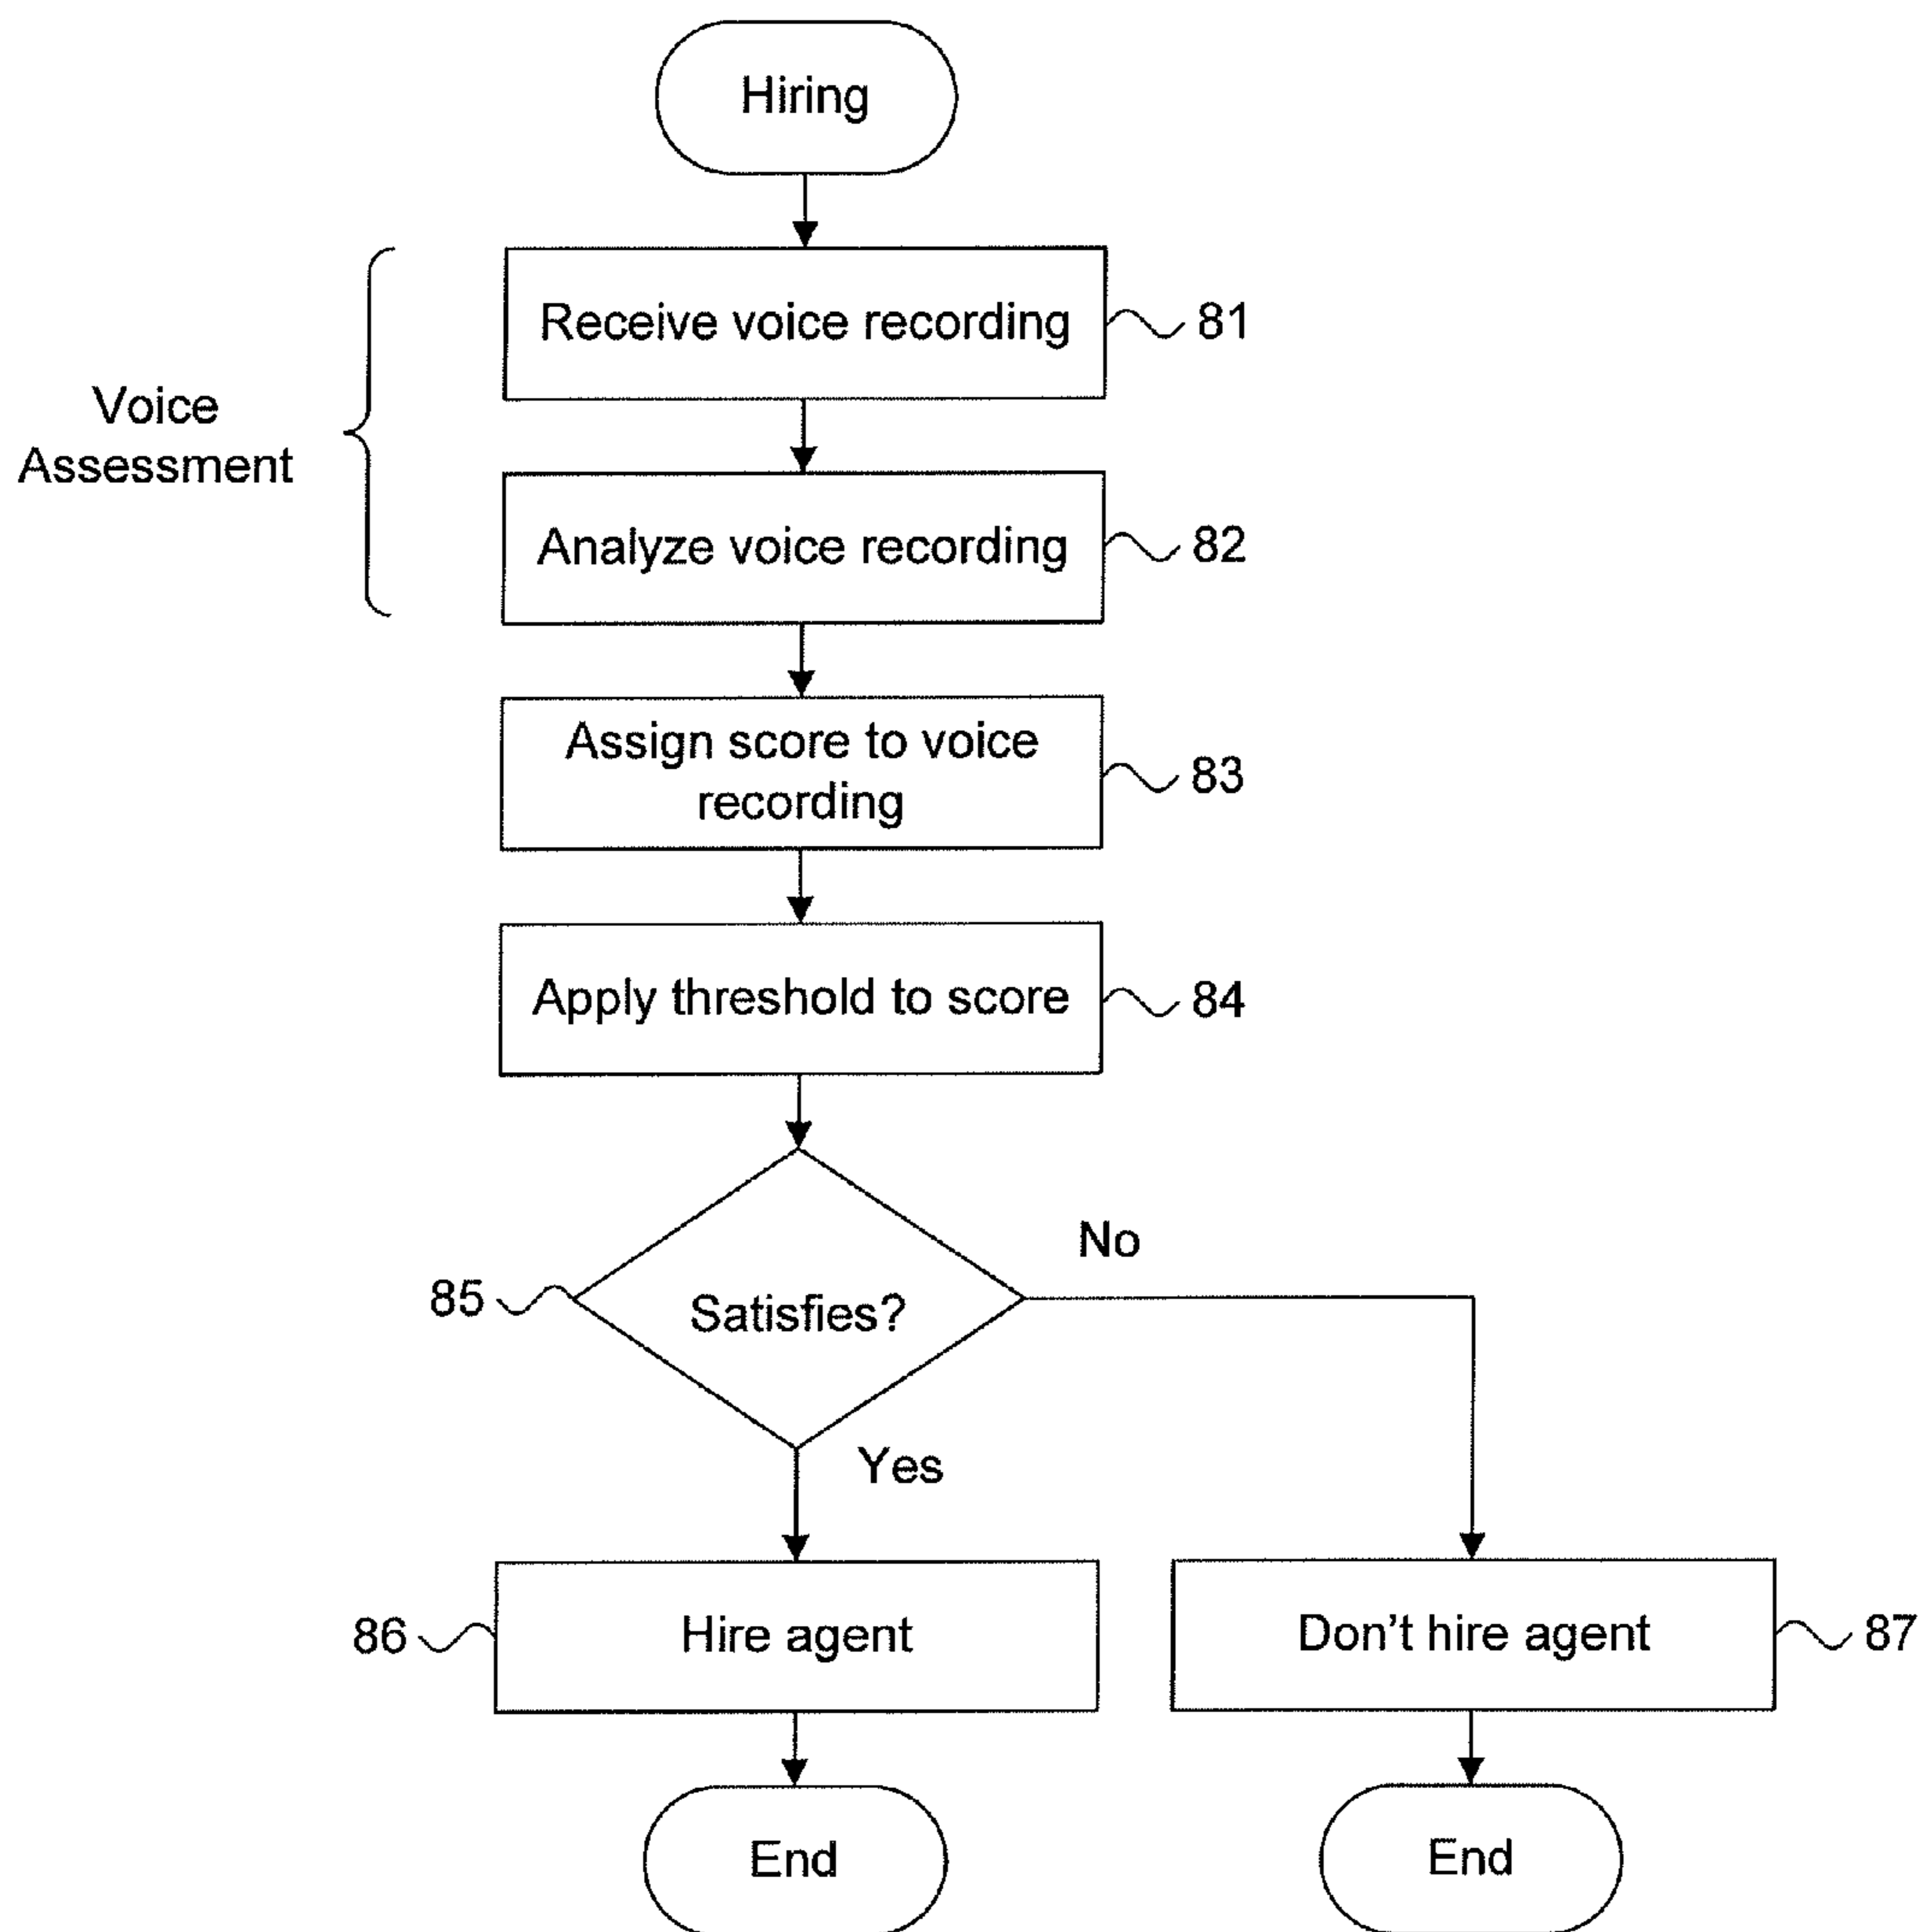 Hiring
Receive voice recording
81
Voice
Assessment
Analyze voice recording
82
Assign score to voice
recording
83
Apply threshold to score
84
No
85
Satisfies?
Yes
86
Hire agent
Don't hire agent
87
End
End